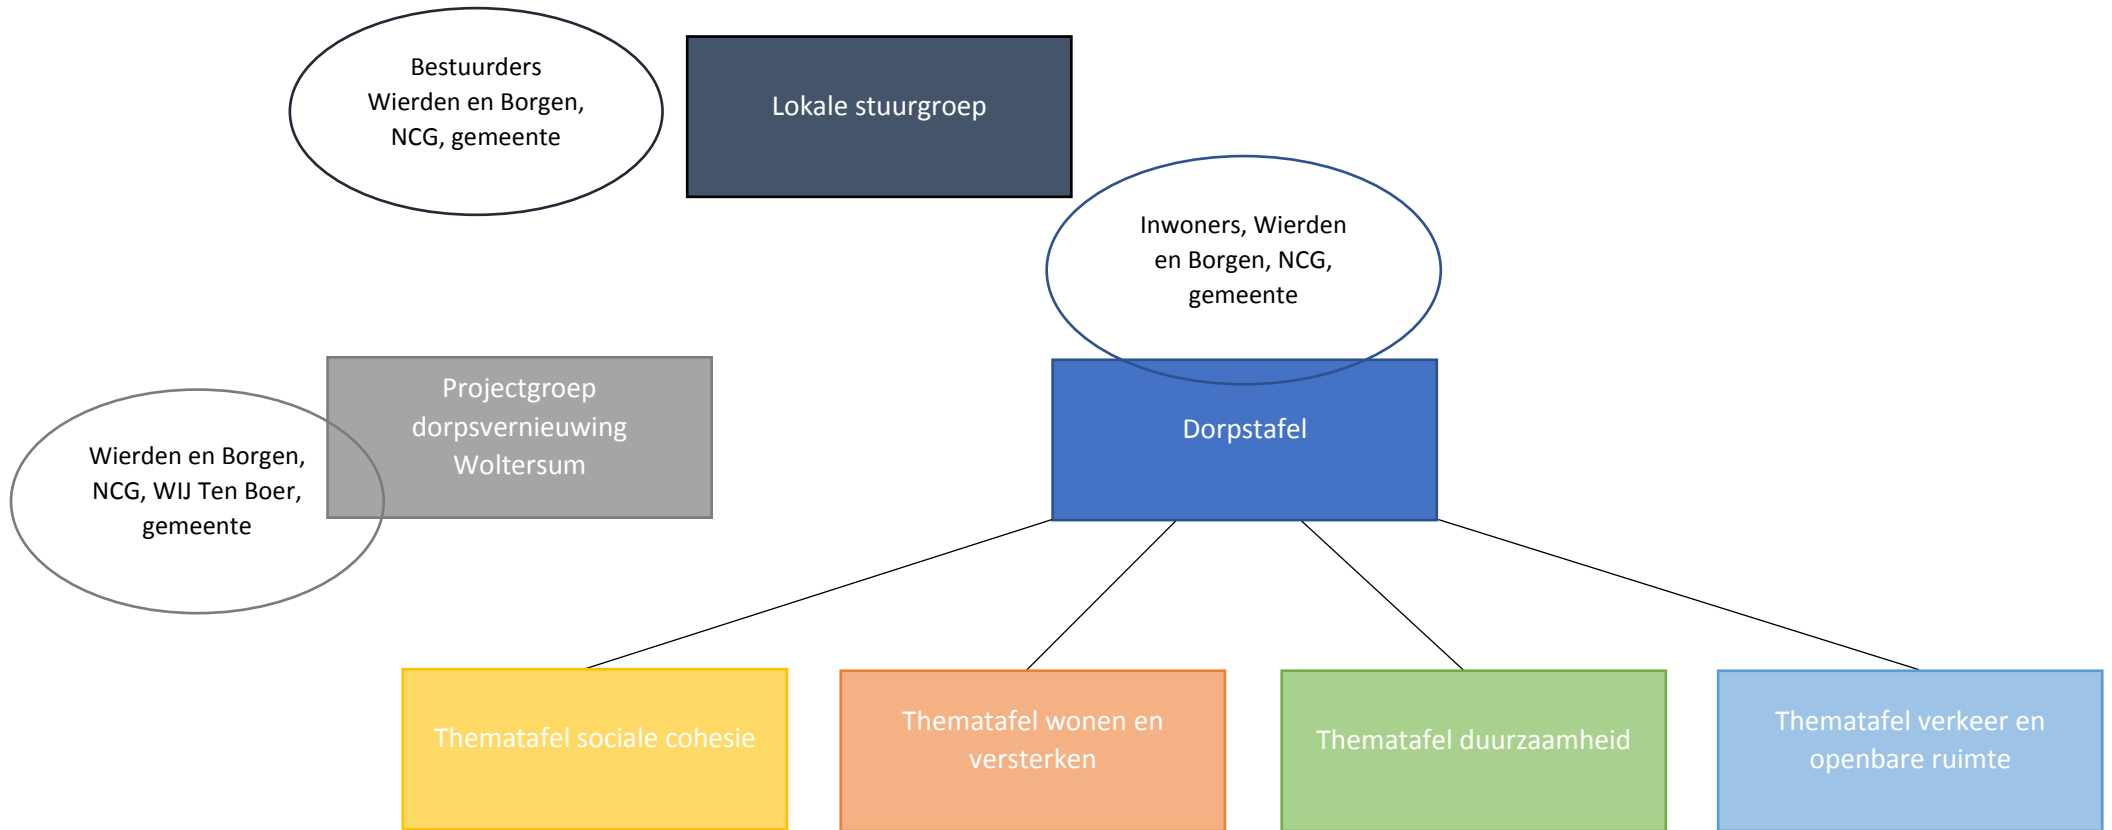 Bestuurders
Wierden en Borgen,
NCG, gemeente
Lokale stuurgroep
Inwoners, Wierden
en Borgen, NCG,
gemeente
Projectgroep
dorpsvernieuwing
Woltersum
Wierden en Borgen,
NCG, WIJ Ten Boer,
gemeente
Dorpstafel
Thematafel sociale cohesie
Thematafel wonen en
versterken
Thematafel duurzaamheid
Thematafel verkeer en
openbare ruimte